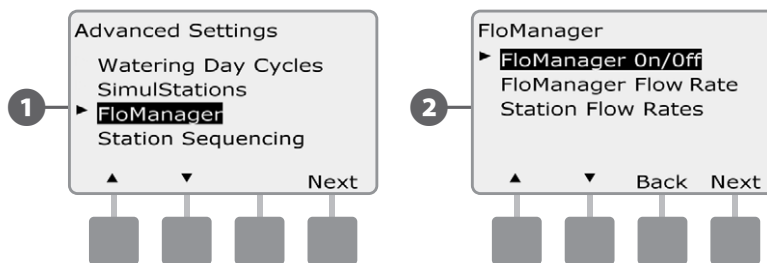 1
Advanced Settings
Watering Day Cycles
SimulStations
► FloManager
Station Sequencing
▲ ▼ Next
2
FloManager
► FloManager On/Off
FloManager Flow Rate
Station Flow Rates
▲ ▼ Back Next